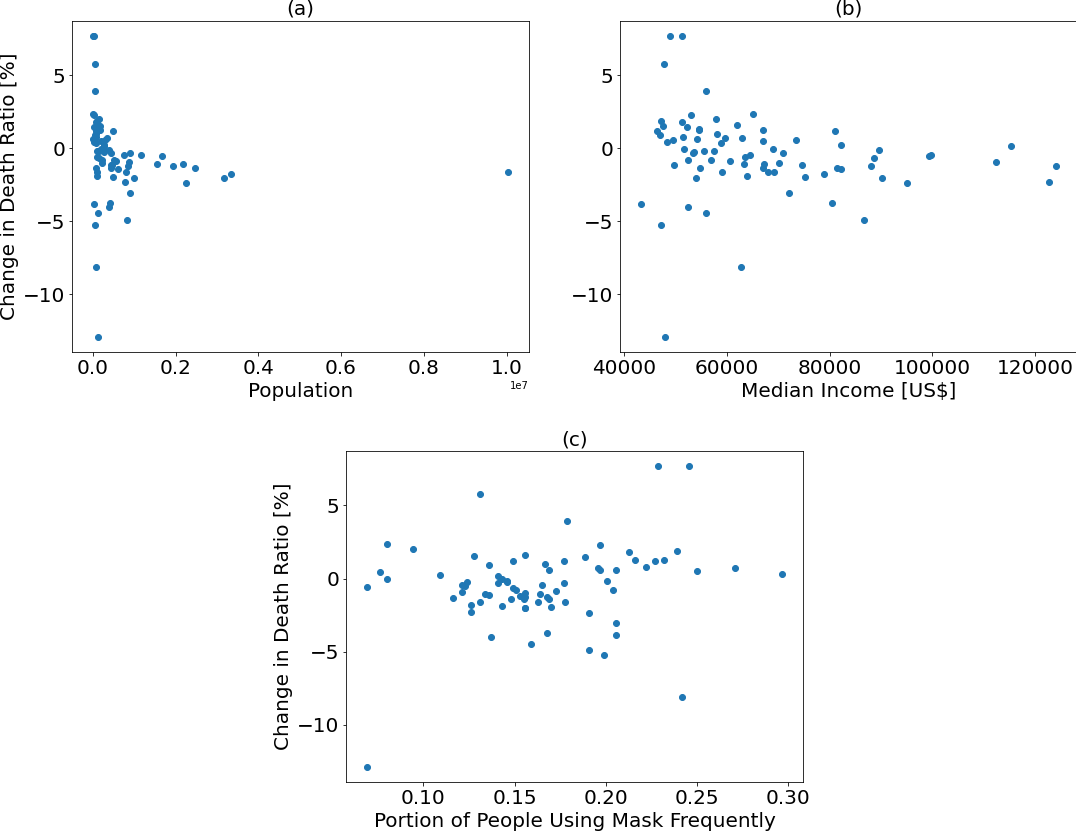 (a)
Change in Death Ratio [%]
5
0
−5
−10
0.0 0.2 0.4 0.6 0.8 1.0
1e7
Population
(b)
5
0
−5
−10
40000 60000 80000 100000 120000
Median Income [US$]
(c)
Change in Death Ratio [%]
5
0
−5
−10
0.10 0.15 0.20 0.25 0.30
Portion of People Using Mask Frequently